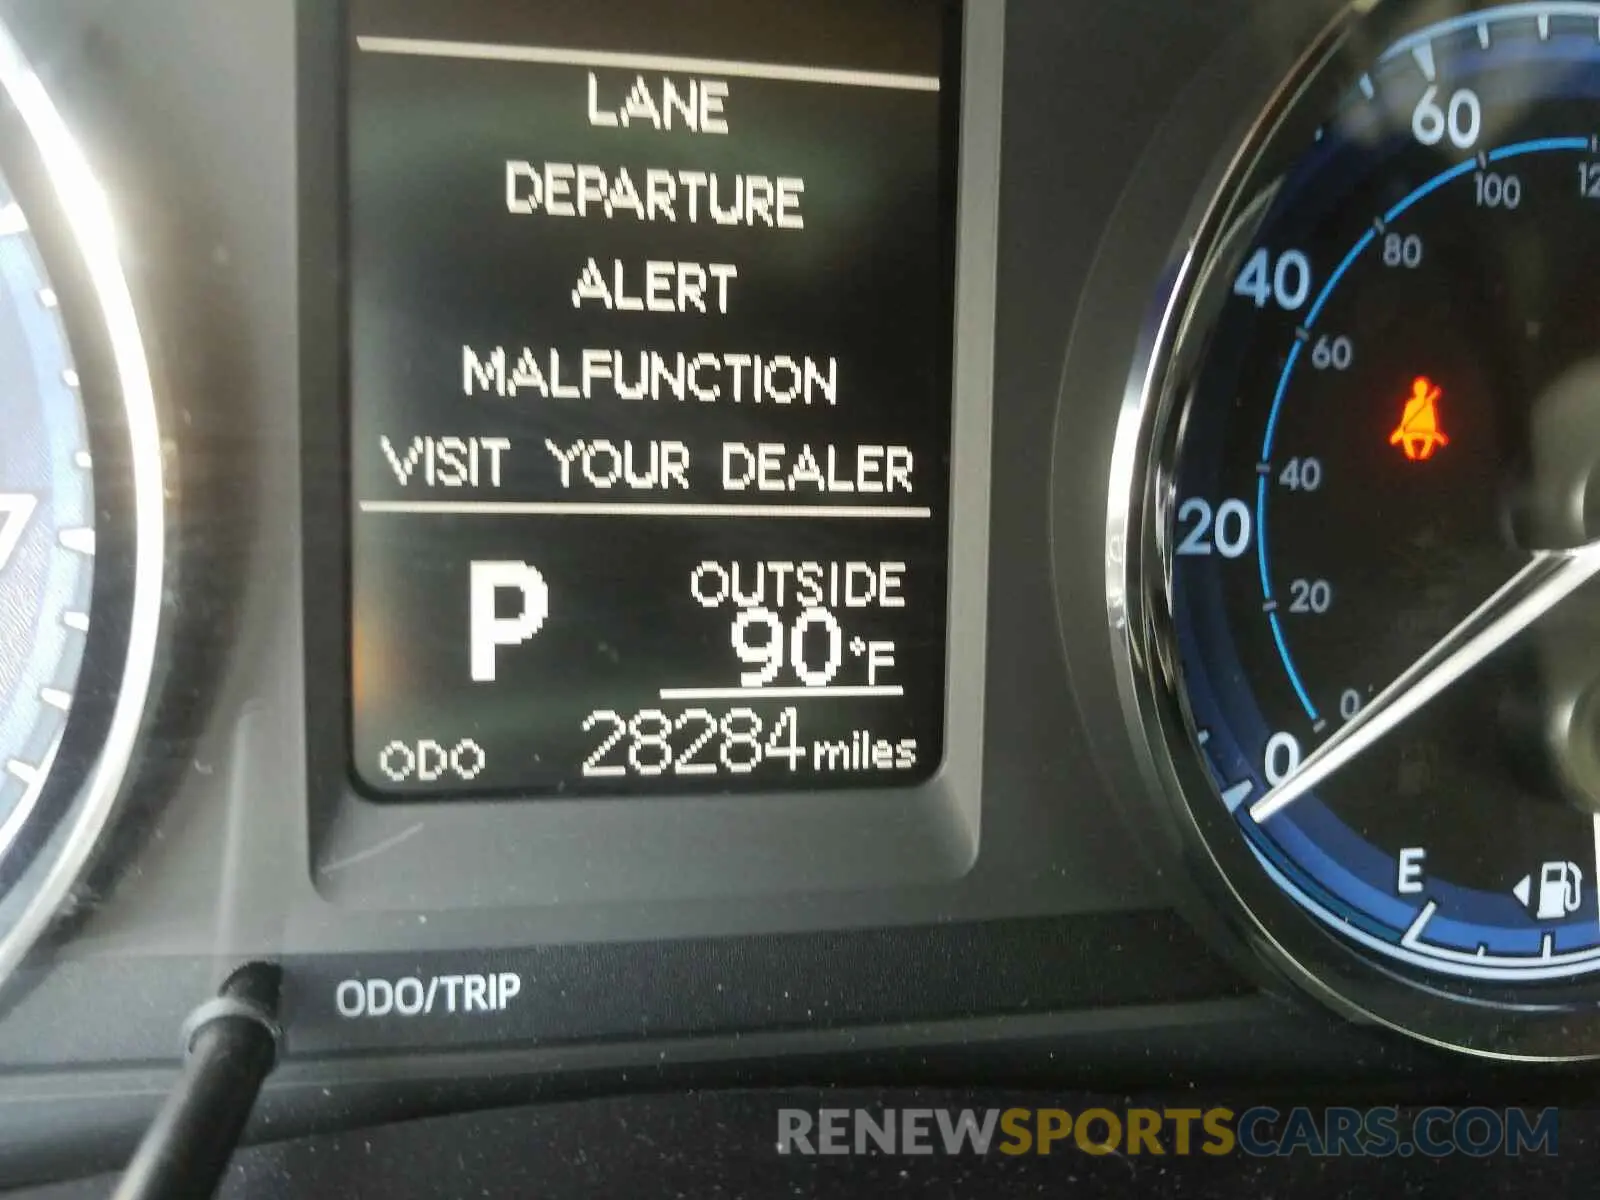 LANE
DEPARTURE
ALERT
MALFUNCTION
VISIT YOUR DEALER
P
OUTSIDE
90°F
ODO 28284 miles
ODO/TRIP
60
40
20
0
100
80
60
40
20
0
E
RENEWSPORTSCARS.COM